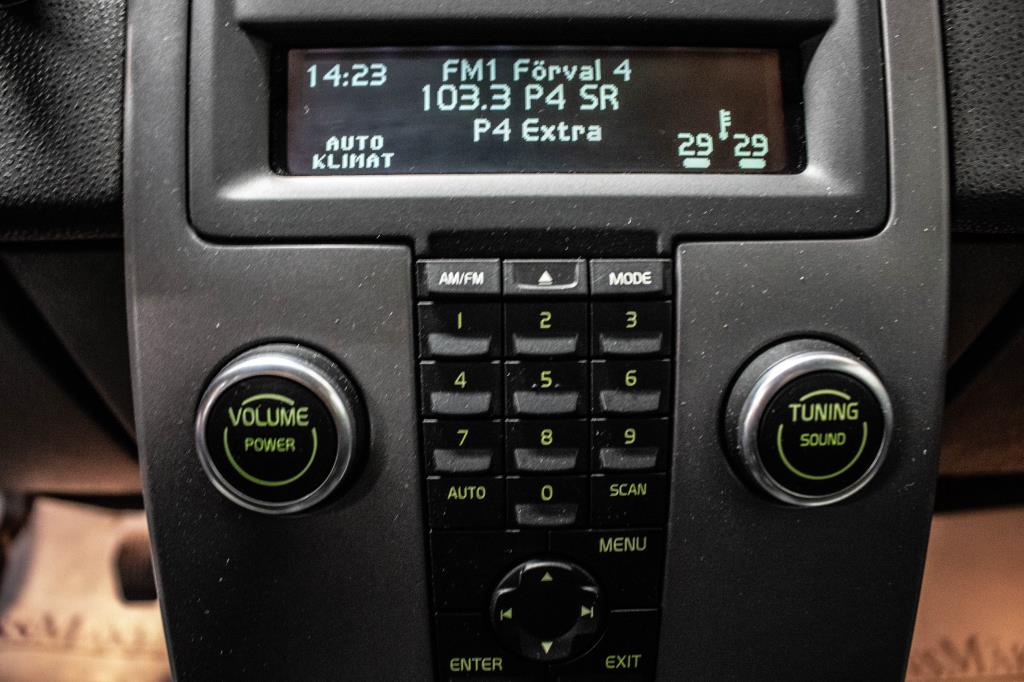 14:23 FM1 Förval 4
103.3 P4 SR
P4 Extra
AUTO
KLIMAT
29 29
AM/FM MODE
1 2 3
4 5 6
7 8 9
AUTO 0 SCAN
VOLUME
POWER
TUNING
SOUND
MENU
ENTER EXIT